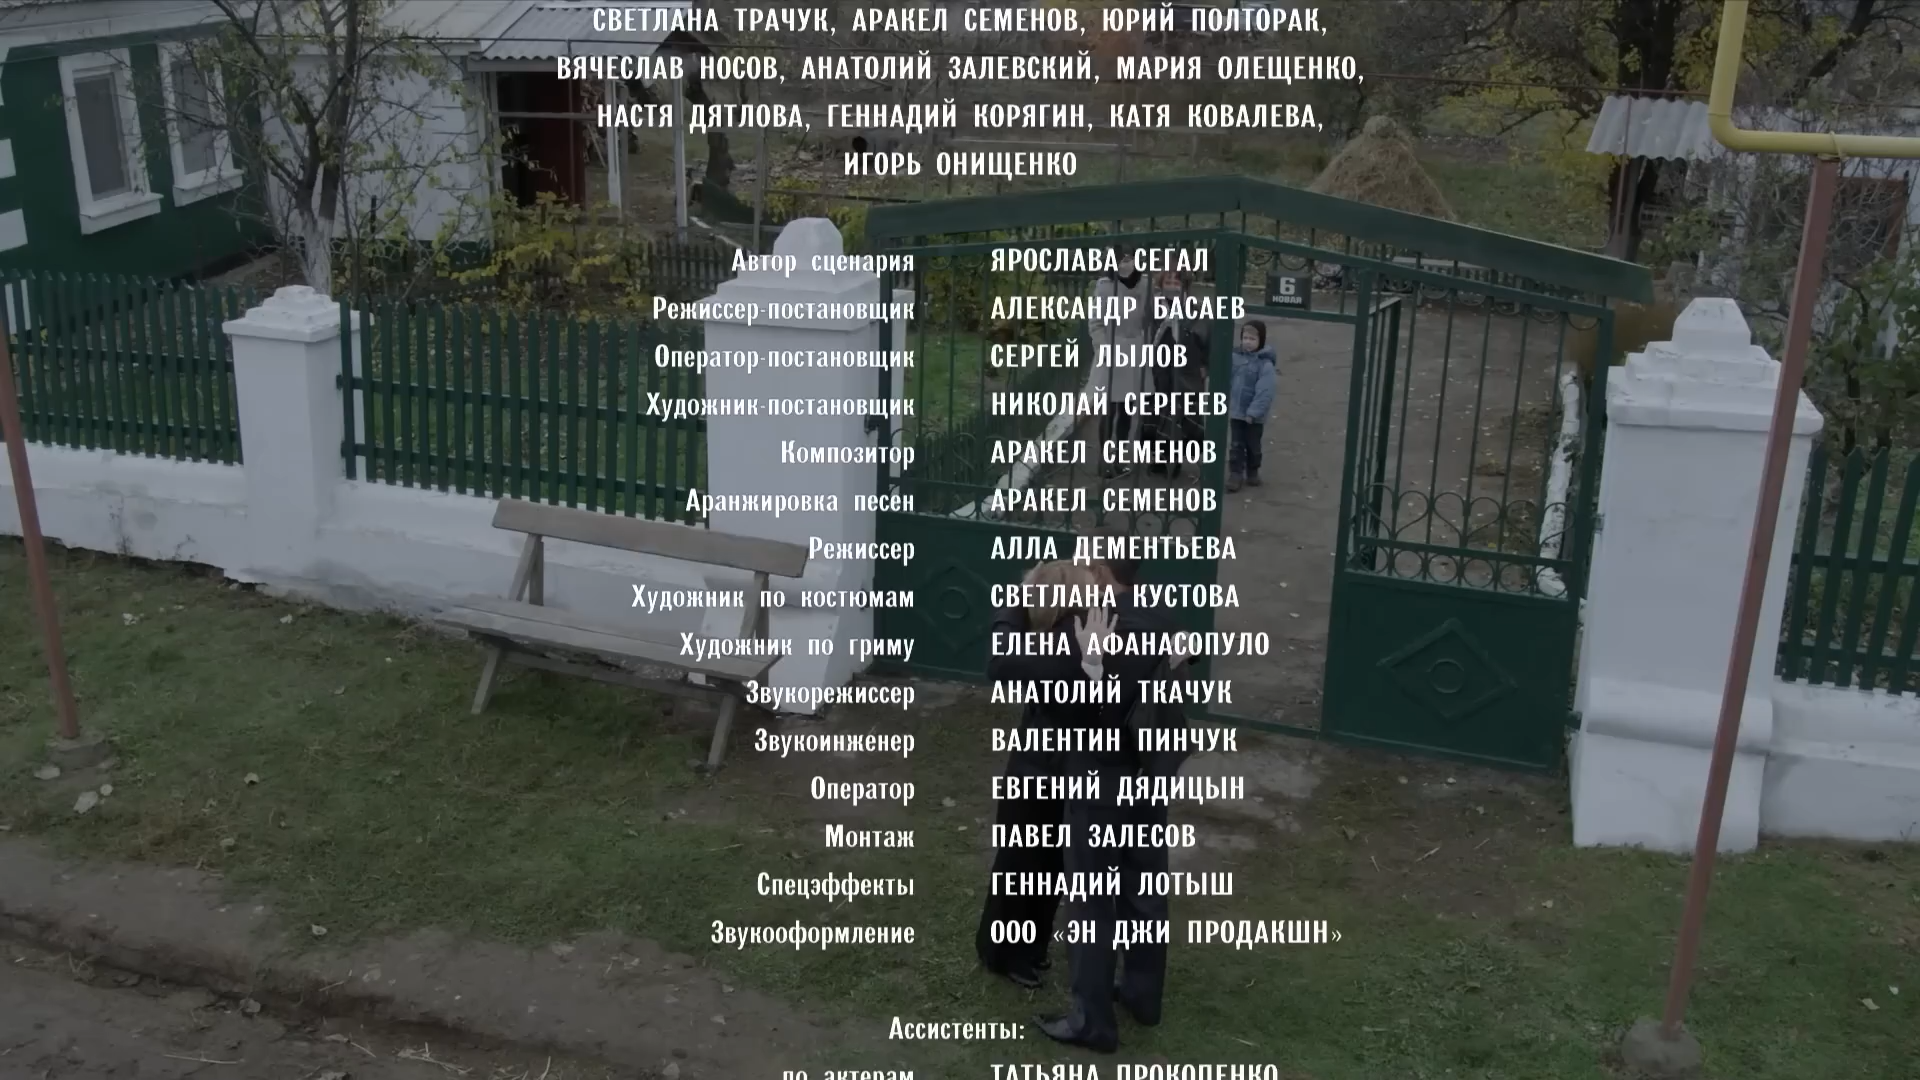 СВЕТЛАНА ТРАЧУК, АРАКЕЛ СЕМЕНОВ, ЮРИЙ ПОЛТОРАК,
ВЯЧЕСЛАВ НОСОВ, АНАТОЛИЙ ЗАЛЕВСКИЙ, МАРИЯ ОЛЕЩЕНКО,
НАСТЯ ДЯТЛОВА, ГЕННАДИЙ КОРЯГИН, КАТЯ КОВАЛЕВА,
ИГОРЬ ОНИЩЕНКО
Автор сценария ЯРОСЛАВА СЕГАЛ
6
НОВАЯ
Режиссер-постановщик АЛЕКСАНДР БАСАЕВ
Оператор-постановщик СЕРГЕЙ ЛЫЛОВ
Художник-постановщик НИКОЛАЙ СЕРГЕЕВ
Композитор АРАКЕЛ СЕМЕНОВ
Аранжировка песен АРАКЕЛ СЕМЕНОВ
Режиссер АЛЛА ДЕМЕНТЬЕВА
Художник по костюмам СВЕТЛАНА КУСТОВА
Художник по гриму ЕЛЕНА АФАНАСОПУЛО
Звукорежиссер АНАТОЛИЙ ТКАЧУК
Звукоинженер ВАЛЕНТИН ПИНЧУК
Оператор ЕВГЕНИЙ ДЯДИЦЫН
Монтаж ПАВЕЛ ЗАЛЕСОВ
Спецэффекты ГЕННАДИЙ ЛОТЫШ
Звукооформление ООО «ЭН ДЖИ ПРОДАКШН»
Ассистенты:
по актерам ТАТЬЯНА ПРОКОПЕНКО